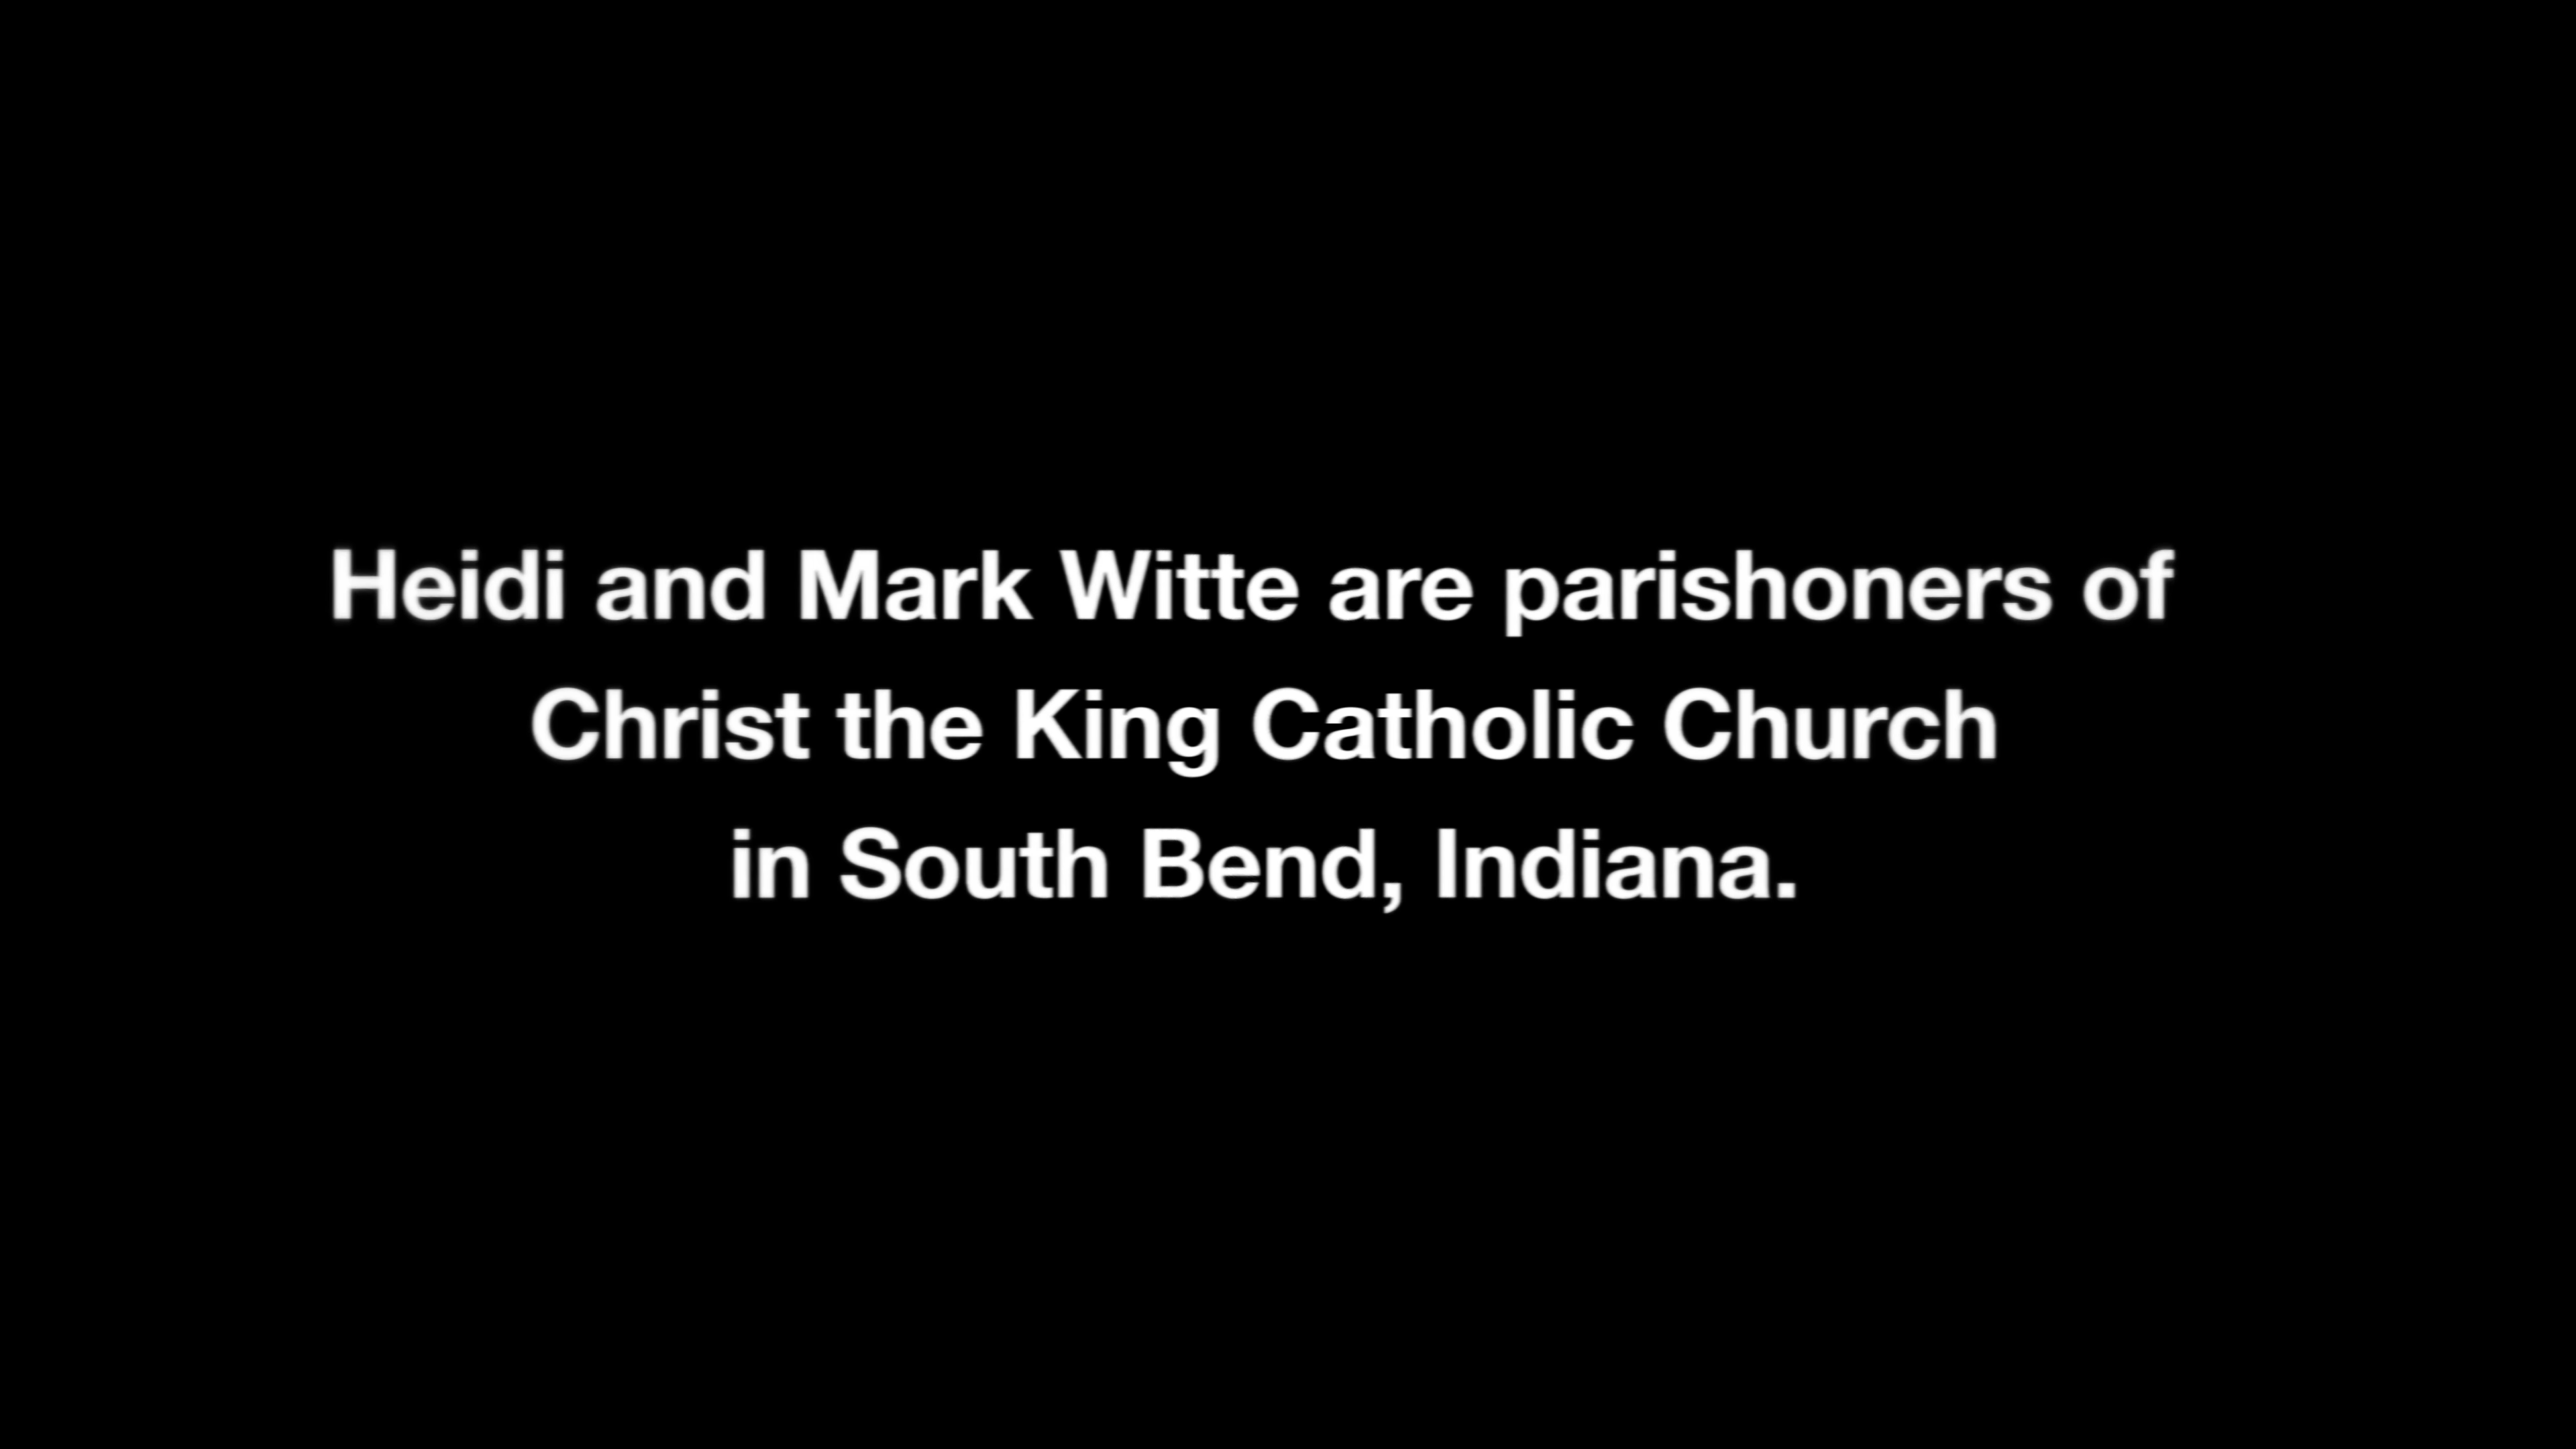 Heidi and Mark Witte are parishoners of
Christ the King Catholic Church
in South Bend, Indiana.